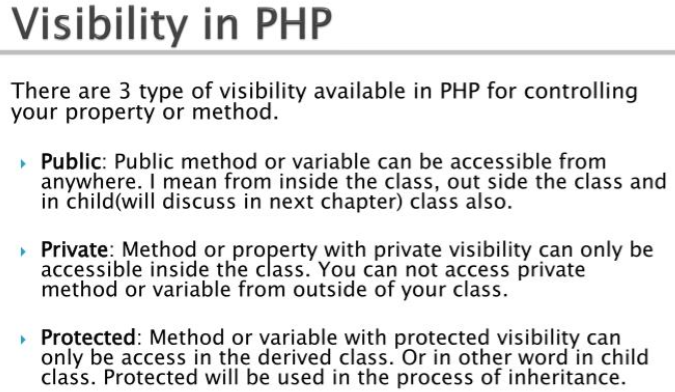 Visibility in PHP
There are 3 type of visibility available in PHP for controlling
your property or method.
Public: Public method or variable can be accessible from
anywhere. I mean from inside the class, out side the class and
in child(will discuss in next chapter) class also.
Private: Method or property with private visibility can only be
accessible inside the class. You can not access private
method or variable from outside of your class.
Protected: Method or variable with protected visibility can
only be access in the derived class. Or in other word in child
class. Protected will be used in the process of inheritance.